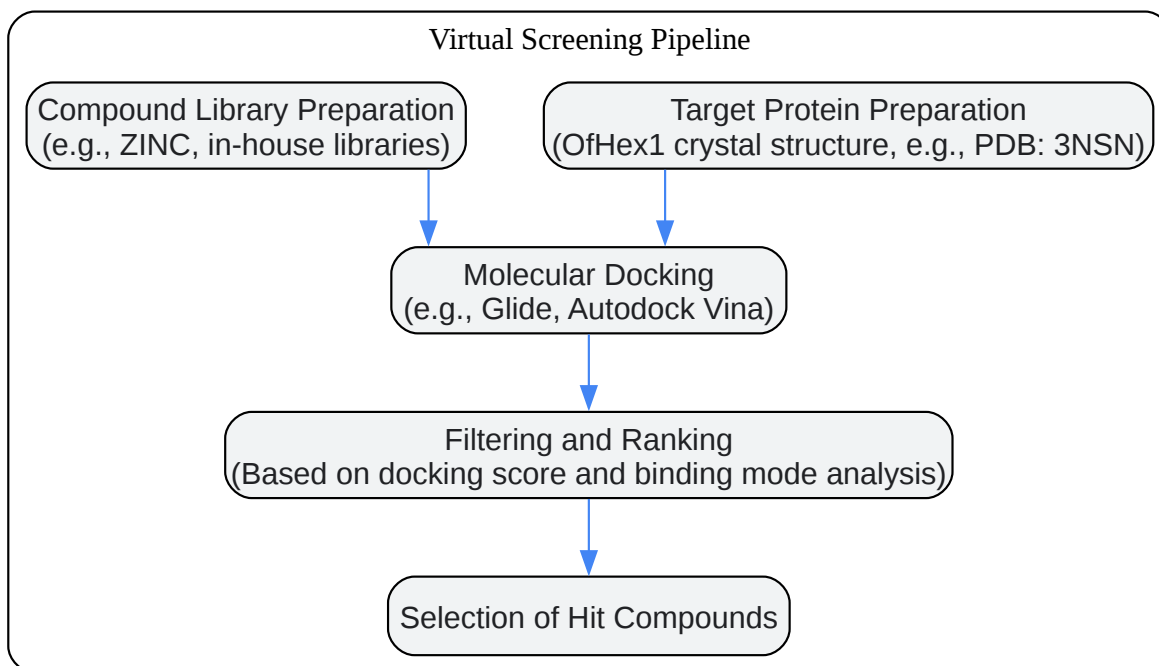 Virtual Screening Pipeline
Compound Library Preparation
(e.g., ZINC, in-house libraries)
Target Protein Preparation
(OfHex1 crystal structure, e.g., PDB: 3NSN)
Molecular Docking
(e.g., Glide, Autodock Vina)
Filtering and Ranking
(Based on docking score and binding mode analysis)
Selection of Hit Compounds